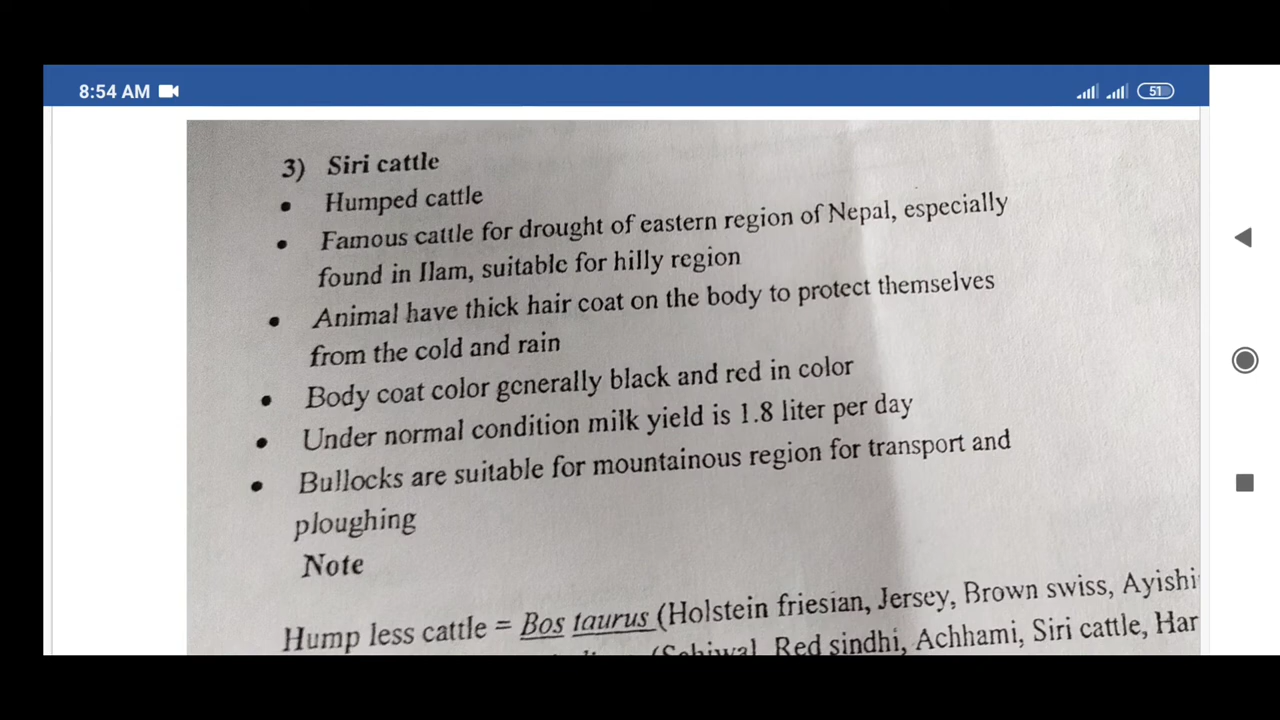 8:54 AM
51
3) Siri cattle
• Humped cattle
• Famous cattle for drought of eastern region of Nepal, especially
found in Ilam, suitable for hilly region
• Animal have thick hair coat on the body to protect themselves
from the cold and rain
• Body coat color generally black and red in color
• Under normal condition milk yield is 1.8 liter per day
• Bullocks are suitable for mountainous region for transport and
ploughing
Note
Hump less cattle = Bos taurus (Holstein friesian, Jersey, Brown swiss, Ayishi
(Sahiwal, Red sindhi, Achhami, Siri cattle, Har